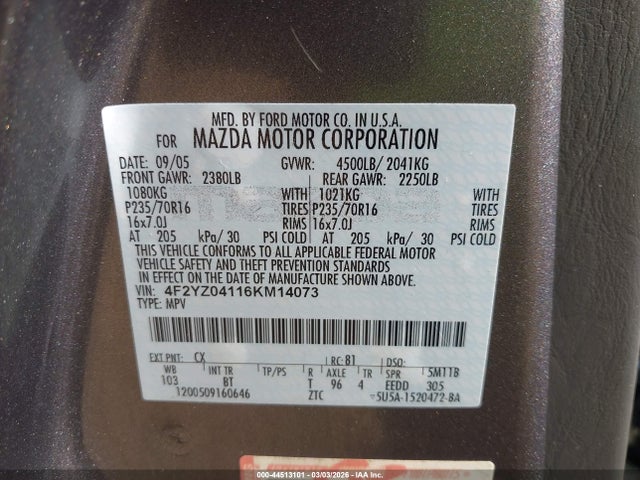 MFD. BY FORD MOTOR CO. IN U.S.A.
FOR MAZDA MOTOR CORPORATION
DATE: 09/05 GVWR: 4500LB/ 2041KG
FRONT GAWR: 2380LB REAR GAWR: 2250LB
1080KG WITH 1021KG WITH
P235/70R16 TIRES P235/70R16 TIRES
16x7.0J RIMS 16x7.0J RIMS
AT 205 kPa/ 30 PSI COLD AT 205 kPa/ 30 PSI COLD
THIS VEHICLE CONFORMS TO ALL APPLICABLE FEDERAL MOTOR
VEHICLE SAFETY AND THEFT PREVENTION STANDARDS
IN EFFECT ON THE DATE OF MANUFACTURE SHOWN ABOVE.
VIN: 4F2YZ04116KM14073
TYPE: MPV
EXT PNT: CX RC: 81 DSO:
WB INT TR TP/PS R AXLE TR SPR 5M11B
103 BT T 96 4 EEDD 305
1200509160646 ZTC 5U5A-1520472-BA
000-44513101 - 03/03/2026 - IAA Inc.